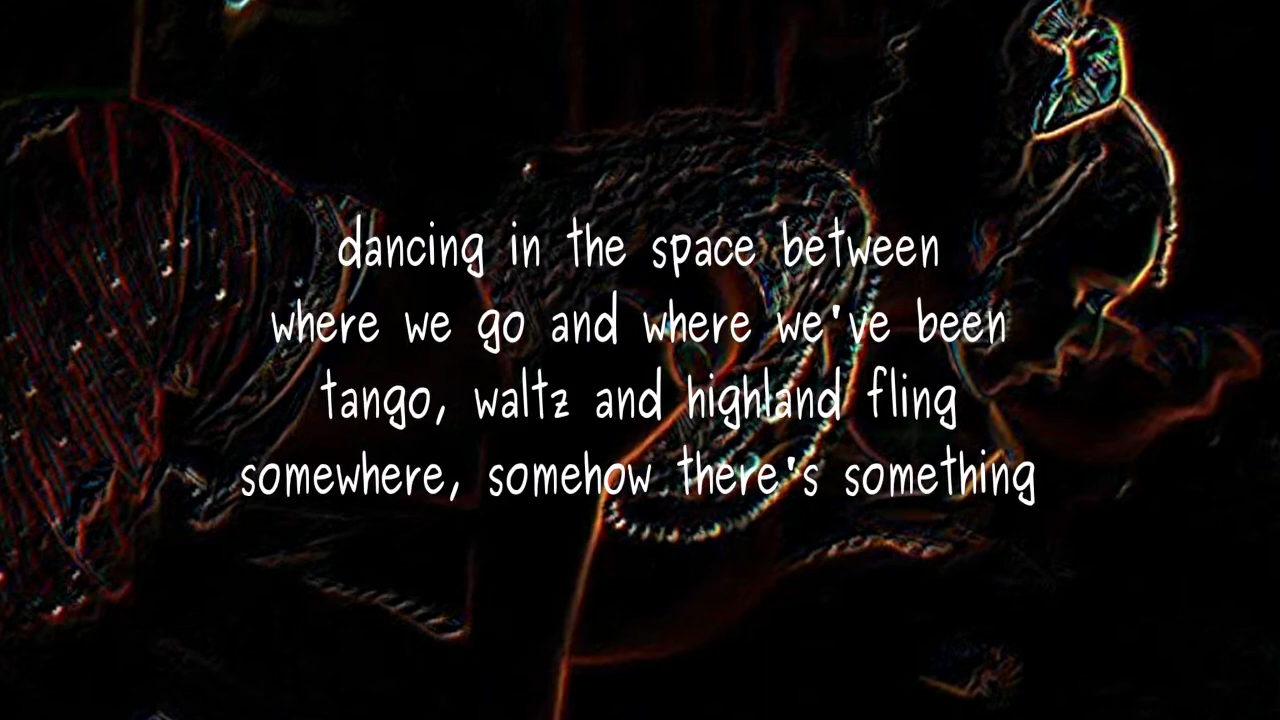 dancing in the space between
where we go and where we've been
tango, waltz and highland fling
somewhere, somehow there's something